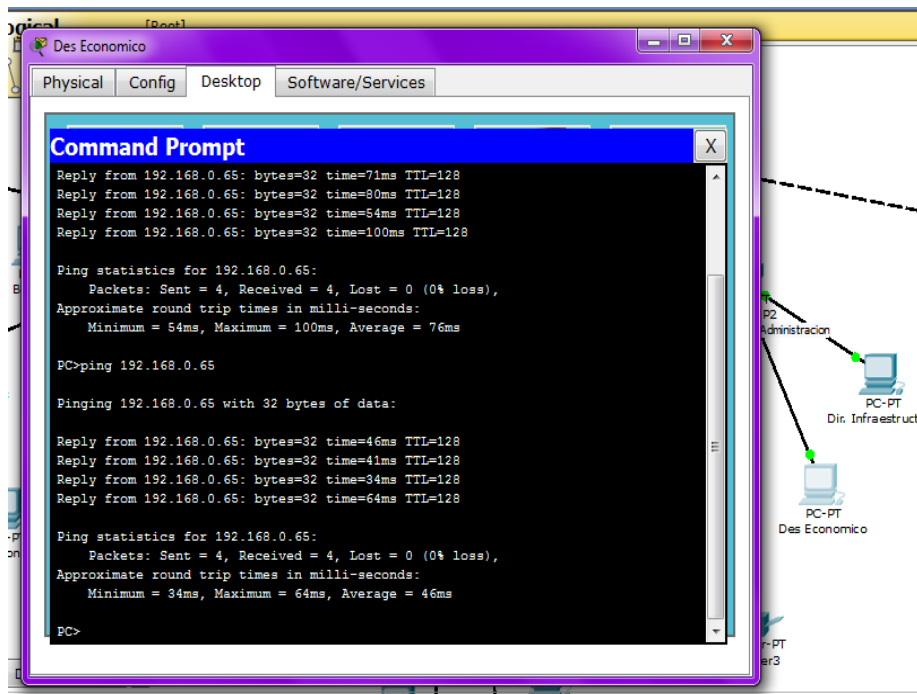 [Root]
Des Economico
Physical
Config
Desktop
Software/Services
Command Prompt
X
Reply from 192.168.0.65: bytes=32 time=71ms TTL=128
Reply from 192.168.0.65: bytes=32 time=80ms TTL=128
Reply from 192.168.0.65: bytes=32 time=54ms TTL=128
Reply from 192.168.0.65: bytes=32 time=100ms TTL=128
Ping statistics for 192.168.0.65:
Packets: Sent = 4, Received = 4, Lost = 0 (0% loss),
Approximate round trip times in milli-seconds:
Minimum = 54ms, Maximum = 100ms, Average = 76ms
PC>ping 192.168.0.65
Pinging 192.168.0.65 with 32 bytes of data:
Reply from 192.168.0.65: bytes=32 time=46ms TTL=128
Reply from 192.168.0.65: bytes=32 time=41ms TTL=128
Reply from 192.168.0.65: bytes=32 time=34ms TTL=128
Reply from 192.168.0.65: bytes=32 time=64ms TTL=128
Ping statistics for 192.168.0.65:
Packets: Sent = 4, Received = 4, Lost = 0 (0% loss),
Approximate round trip times in milli-seconds:
Minimum = 34ms, Maximum = 64ms, Average = 46ms
PC>
P2
Administracion
PC-PT
Dir. Infraestruct
PC-PT
Des Economico
r-PT
er3